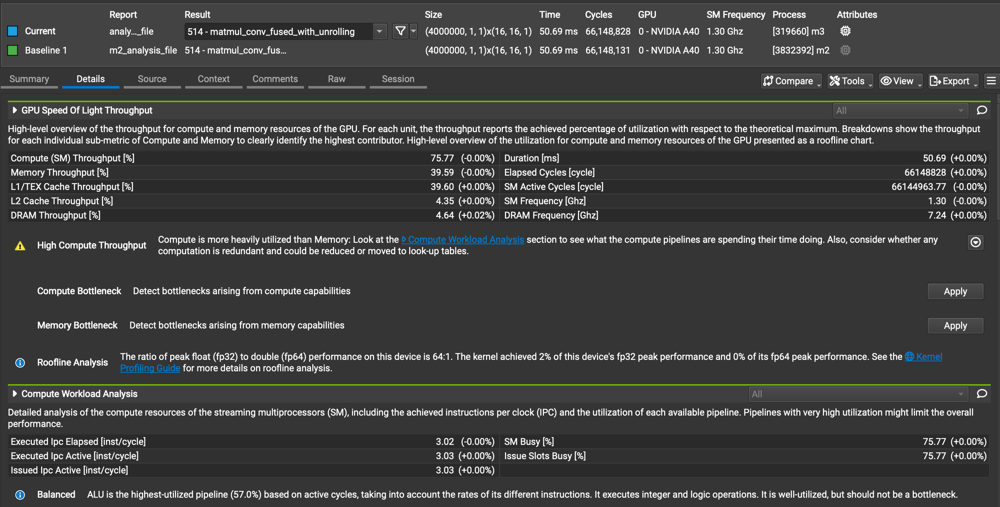 Report Result Size Time Cycles GPU SM Frequency Process Attributes
Current analy..._file 514 - matmul_conv_fused_with_unrolling (4000000, 1, 1)x(16, 16, 1) 50.69 ms 66,148,828 0 - NVIDIA A40 1.30 Ghz [319660] m3
Baseline 1 m2_analysis_file 514 - matmul_conv_fus... (4000000, 1, 1)x(16, 16, 1) 50.69 ms 66,148,131 0 - NVIDIA A40 1.30 Ghz [3832392] m2
Summary Details Source Context Comments Raw Session Compare Tools View Export
GPU Speed Of Light Throughput All
High-level overview of the throughput for compute and memory resources of the GPU. For each unit, the throughput reports the achieved percentage of utilization with respect to the theoretical maximum. Breakdowns show the throughput
for each individual sub-metric of Compute and Memory to clearly identify the highest contributor. High-level overview of the utilization for compute and memory resources of the GPU presented as a roofline chart.
Compute (SM) Throughput [%] 75.77 (-0.00%) Duration [ms] 50.69 (+0.00%)
Memory Throughput [%] 39.59 (-0.00%) Elapsed Cycles [cycle] 66148828 (+0.00%)
L1/TEX Cache Throughput [%] 39.60 (+0.00%) SM Active Cycles [cycle] 66144963.77 (-0.00%)
L2 Cache Throughput [%] 4.35 (+0.00%) SM Frequency [Ghz] 1.30 (-0.00%)
DRAM Throughput [%] 4.64 (+0.02%) DRAM Frequency [Ghz] 7.24 (+0.00%)
High Compute Throughput Compute is more heavily utilized than Memory: Look at the Compute Workload Analysis section to see what the compute pipelines are spending their time doing. Also, consider whether any
computation is redundant and could be reduced or moved to look-up tables.
Compute Bottleneck Detect bottlenecks arising from compute capabilities Apply
Memory Bottleneck Detect bottlenecks arising from memory capabilities Apply
Roofline Analysis The ratio of peak float (fp32) to double (fp64) performance on this device is 64:1. The kernel achieved 2% of this device's fp32 peak performance and 0% of its fp64 peak performance. See the Kernel
Profiling Guide for more details on roofline analysis.
Compute Workload Analysis All
Detailed analysis of the compute resources of the streaming multiprocessors (SM), including the achieved instructions per clock (IPC) and the utilization of each available pipeline. Pipelines with very high utilization might limit the overall
performance.
Executed Ipc Elapsed [inst/cycle] 3.02 (-0.00%) SM Busy [%] 75.77 (+0.00%)
Executed Ipc Active [inst/cycle] 3.03 (+0.00%) Issue Slots Busy [%] 75.77 (+0.00%)
Issued Ipc Active [inst/cycle] 3.03 (+0.00%)
Balanced ALU is the highest-utilized pipeline (57.0%) based on active cycles, taking into account the rates of its different instructions. It executes integer and logic operations. It is well-utilized, but should not be a bottleneck.